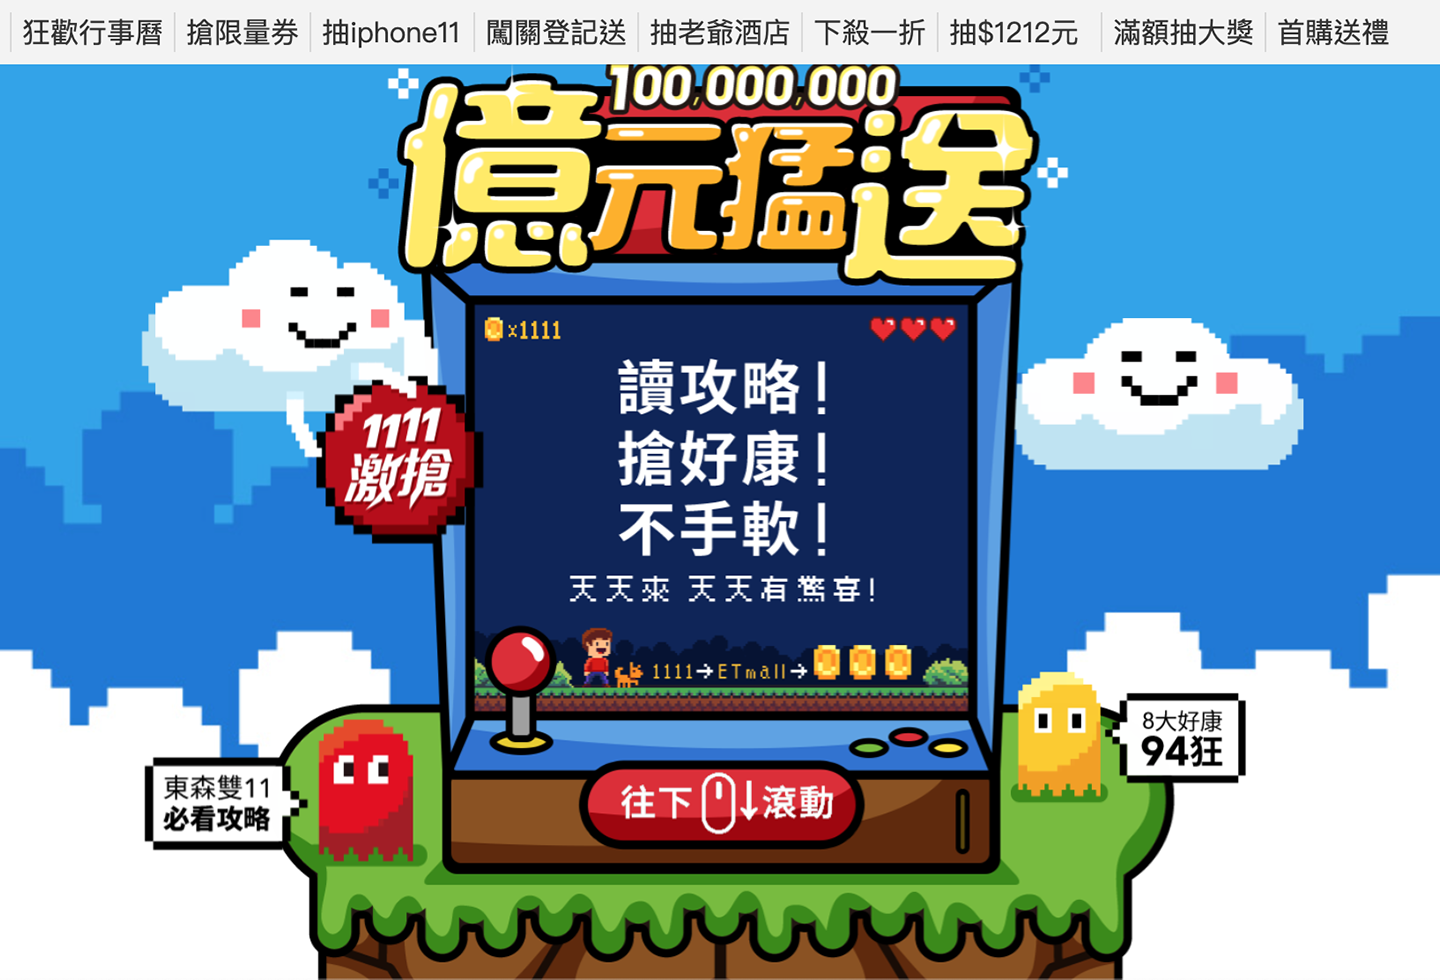 狂歡行事曆
搶限量券
抽iphone11
闖關登記送
抽老爺酒店
下殺一折
抽$1212元
滿額抽大獎
首購送禮
100,000,000
億元猛送
x1111
讀攻略!
搶好康!
不手軟!
天天來 天天有驚喜!
1111
激搶
1111→ETmall→
8大好康
94狂
東森雙11
必看攻略
往下↓滾動